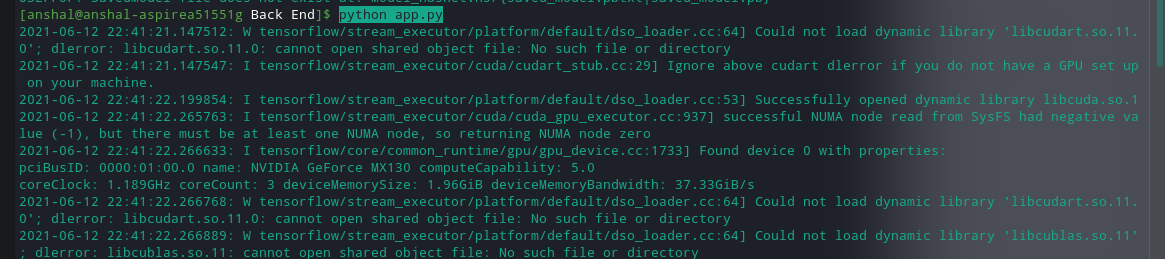 [anshal@anshal-aspirea51551g Back End]$ python app.py
2021-06-12 22:41:21.147512: W tensorflow/stream_executor/platform/default/dso_loader.cc:64] Could not load dynamic library 'libcudart.so.11.
0'; dlerror: libcudart.so.11.0: cannot open shared object file: No such file or directory
2021-06-12 22:41:21.147547: I tensorflow/stream_executor/cuda/cudart_stub.cc:29] Ignore above cudart dlerror if you do not have a GPU set up
on your machine.
2021-06-12 22:41:22.199854: I tensorflow/stream_executor/platform/default/dso_loader.cc:53] Successfully opened dynamic library libcuda.so.1
2021-06-12 22:41:22.265763: I tensorflow/stream_executor/cuda/cuda_gpu_executor.cc:937] successful NUMA node read from SysFS had negative va
lue (-1), but there must be at least one NUMA node, so returning NUMA node zero
2021-06-12 22:41:22.266633: I tensorflow/core/common_runtime/gpu/gpu_device.cc:1733] Found device 0 with properties:
pciBusID: 0000:01:00.0 name: NVIDIA GeForce MX130 computeCapability: 5.0
coreClock: 1.189GHz coreCount: 3 deviceMemorySize: 1.96GiB deviceMemoryBandwidth: 37.33GiB/s
2021-06-12 22:41:22.266768: W tensorflow/stream_executor/platform/default/dso_loader.cc:64] Could not load dynamic library 'libcudart.so.11.
0'; dlerror: libcudart.so.11.0: cannot open shared object file: No such file or directory
2021-06-12 22:41:22.266889: W tensorflow/stream_executor/platform/default/dso_loader.cc:64] Could not load dynamic library 'libcublas.so.11'
; dlerror: libcublas.so.11: cannot open shared object file: No such file or directory